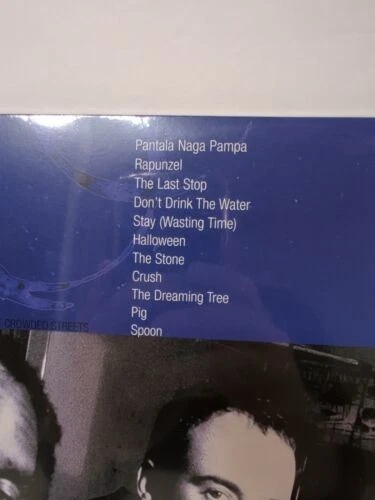 Pantala Naga Pampa
Rapunzel
The Last Stop
Don't Drink The Water
Stay (Wasting Time)
Halloween
The Stone
Crush
The Dreaming Tree
Pig
Spoon
CROWDED STREETS